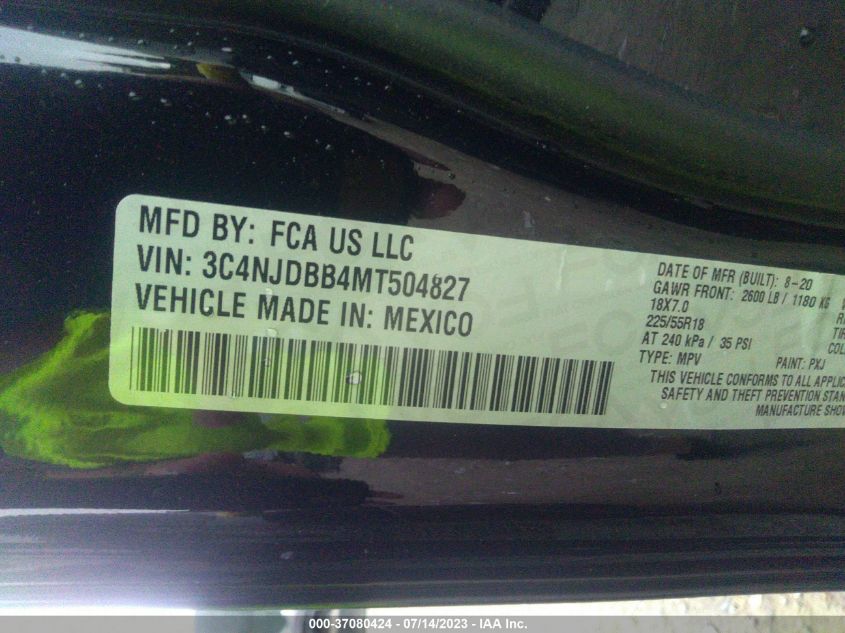 MFD BY: FCA US LLC
VIN: 3C4NJDBB4MT504827
VEHICLE MADE IN: MEXICO
DATE OF MFR (BUILT): 8-20
GAWR FRONT: 2600 LB / 1180 KG
18X7.0
225/55R18
AT 240 kPa / 35 PSI
TYPE: MPV PAINT: PXJ
THIS VEHICLE CONFORMS TO ALL APPLIC
SAFETY AND THEFT PREVENTION STAN
MANUFACTURE SHO
000-37080424 - 07/14/2023 - IAA Inc.